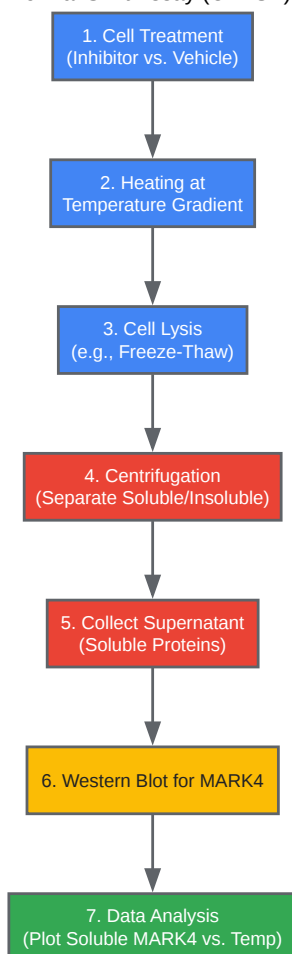 1. Cell Treatment
(Inhibitor vs. Vehicle)
2. Heating at
Temperature Gradient
3. Cell Lysis
(e.g., Freeze-Thaw)
4. Centrifugation
(Separate Soluble/Insoluble)
5. Collect Supernatant
(Soluble Proteins)
6. Western Blot for MARK4
7. Data Analysis
(Plot Soluble MARK4 vs. Temp)